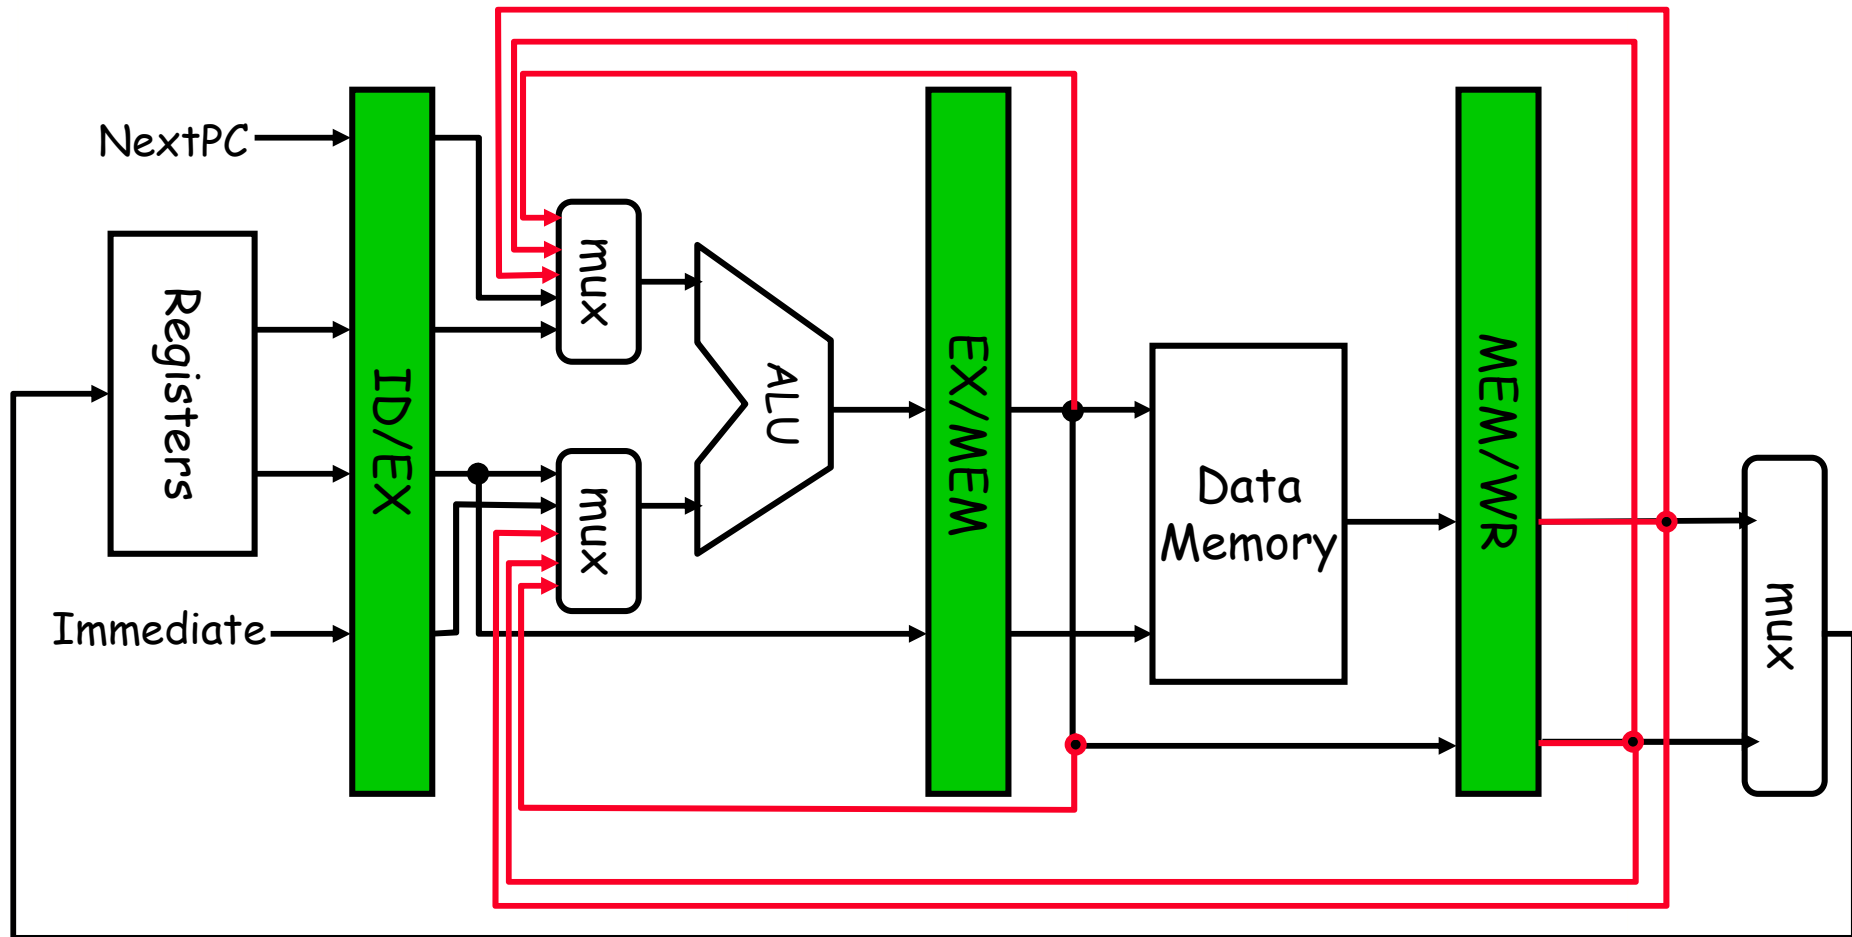 NextPC
Registers
Immediate
ID/EX
mux
mux
ALU
EX/MEM
Data
Memory
MEM/WR
mux